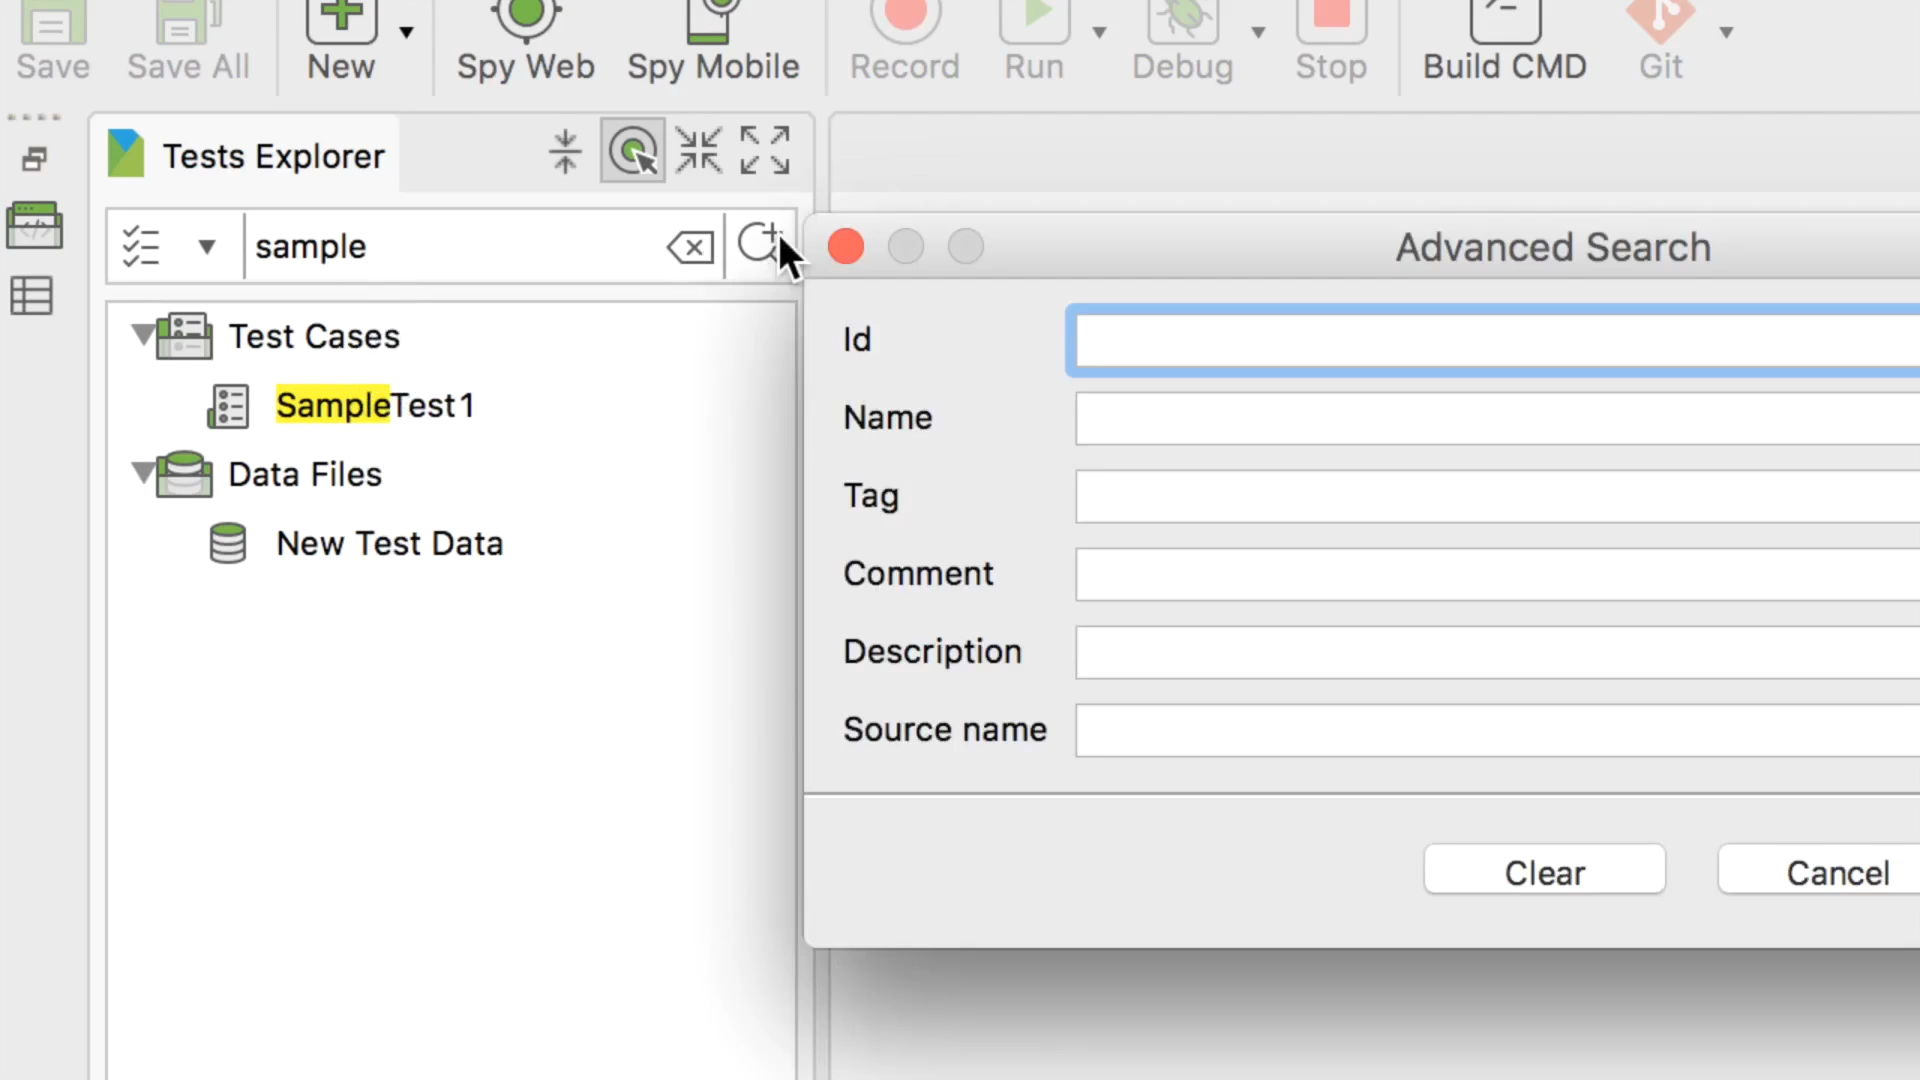 Save Save All New Spy Web Spy Mobile Record Run Debug Stop Build CMD Git
Tests Explorer
sample
Advanced Search
Test Cases
SampleTest1
Data Files
New Test Data
Id
Name
Tag
Comment
Description
Source name
Clear Cancel